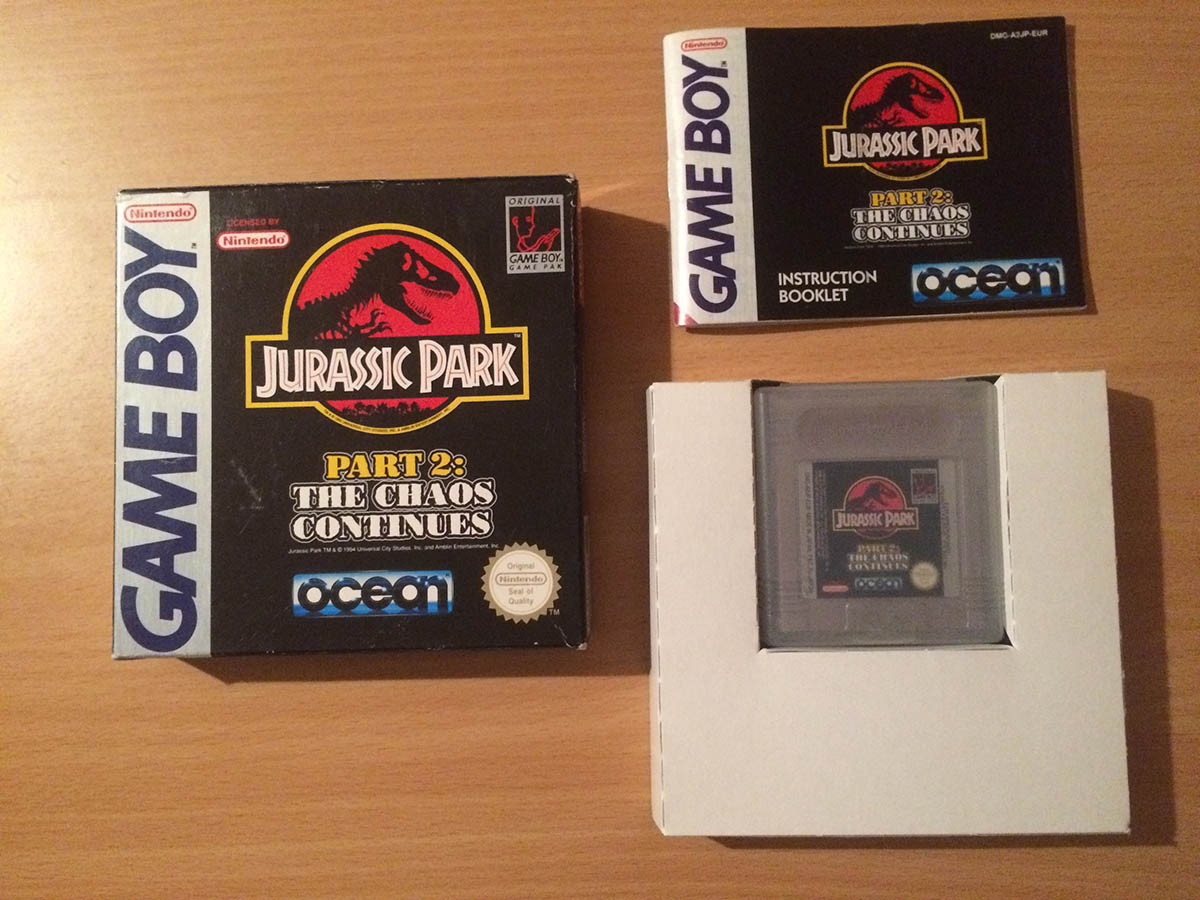 Nintendo
GAME BOY
LICENSED BY
Nintendo
ORIGINAL
GAME BOY
GAME PAK
JURASSIC PARK
TM
PART 2:
THE CHAOS
CONTINUES
Jurassic Park TM & © 1994 Universal City Studios, Inc. and Amblin Entertainment, Inc.
ocean
Original
Nintendo
Seal of
Quality
TM
Nintendo
GAME BOY
DMG-A2JP-EUR
JURASSIC PARK
PART 2:
THE CHAOS
CONTINUES
INSTRUCTION
BOOKLET
ocean
JURASSIC PARK
PART 2:
THE CHAOS
CONTINUES
ocean